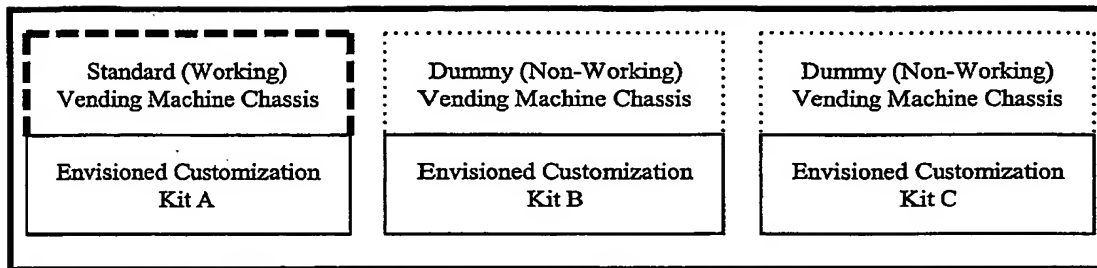 Standard (Working)
Vending Machine Chassis
Envisioned Customization
Kit A
Dummy (Non-Working)
Vending Machine Chassis
Envisioned Customization
Kit B
Dummy (Non-Working)
Vending Machine Chassis
Envisioned Customization
Kit C